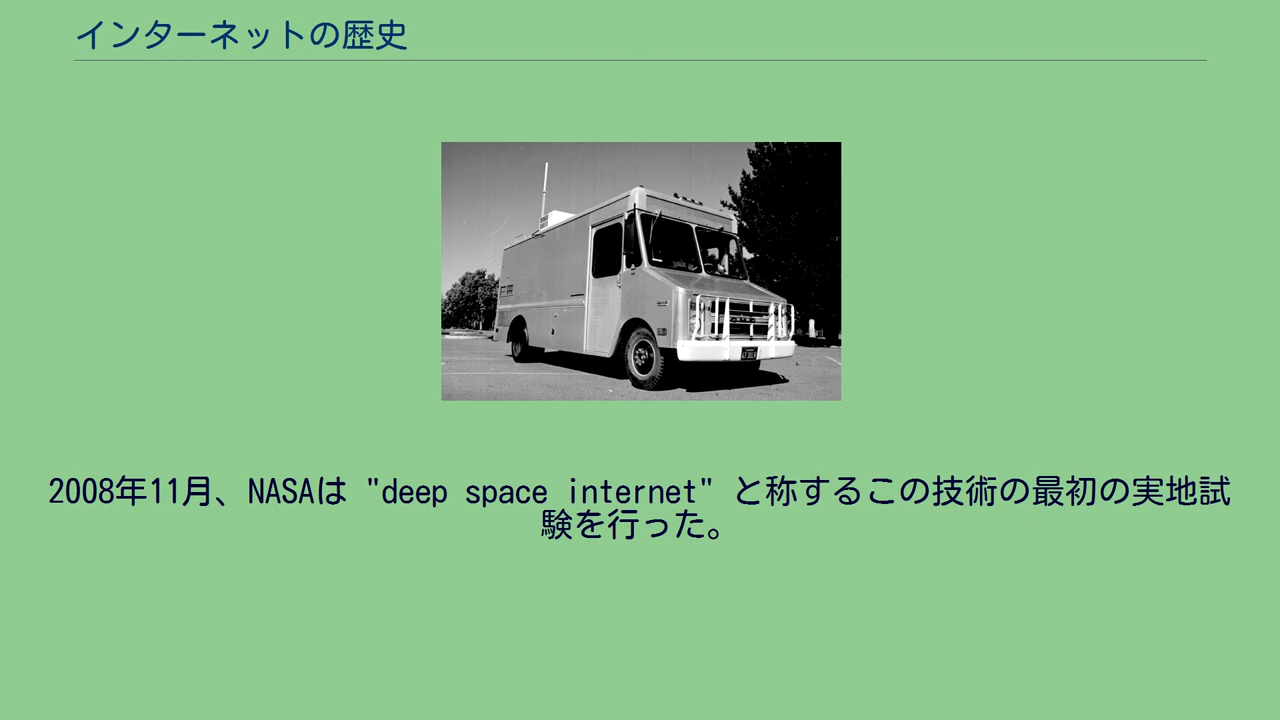 インターネットの歴史
2008年11月、NASAは "deep space internet" と称するこの技術の最初の実地試
験を行った。